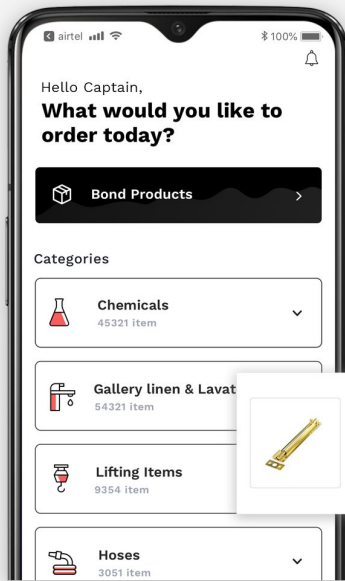 airtel
100%
Hello Captain,
What would you like to
order today?
Bond Products
Categories
Chemicals
45321 item
Gallery linen & Lavat
54321 item
Lifting Items
9354 item
Hoses
3051 item